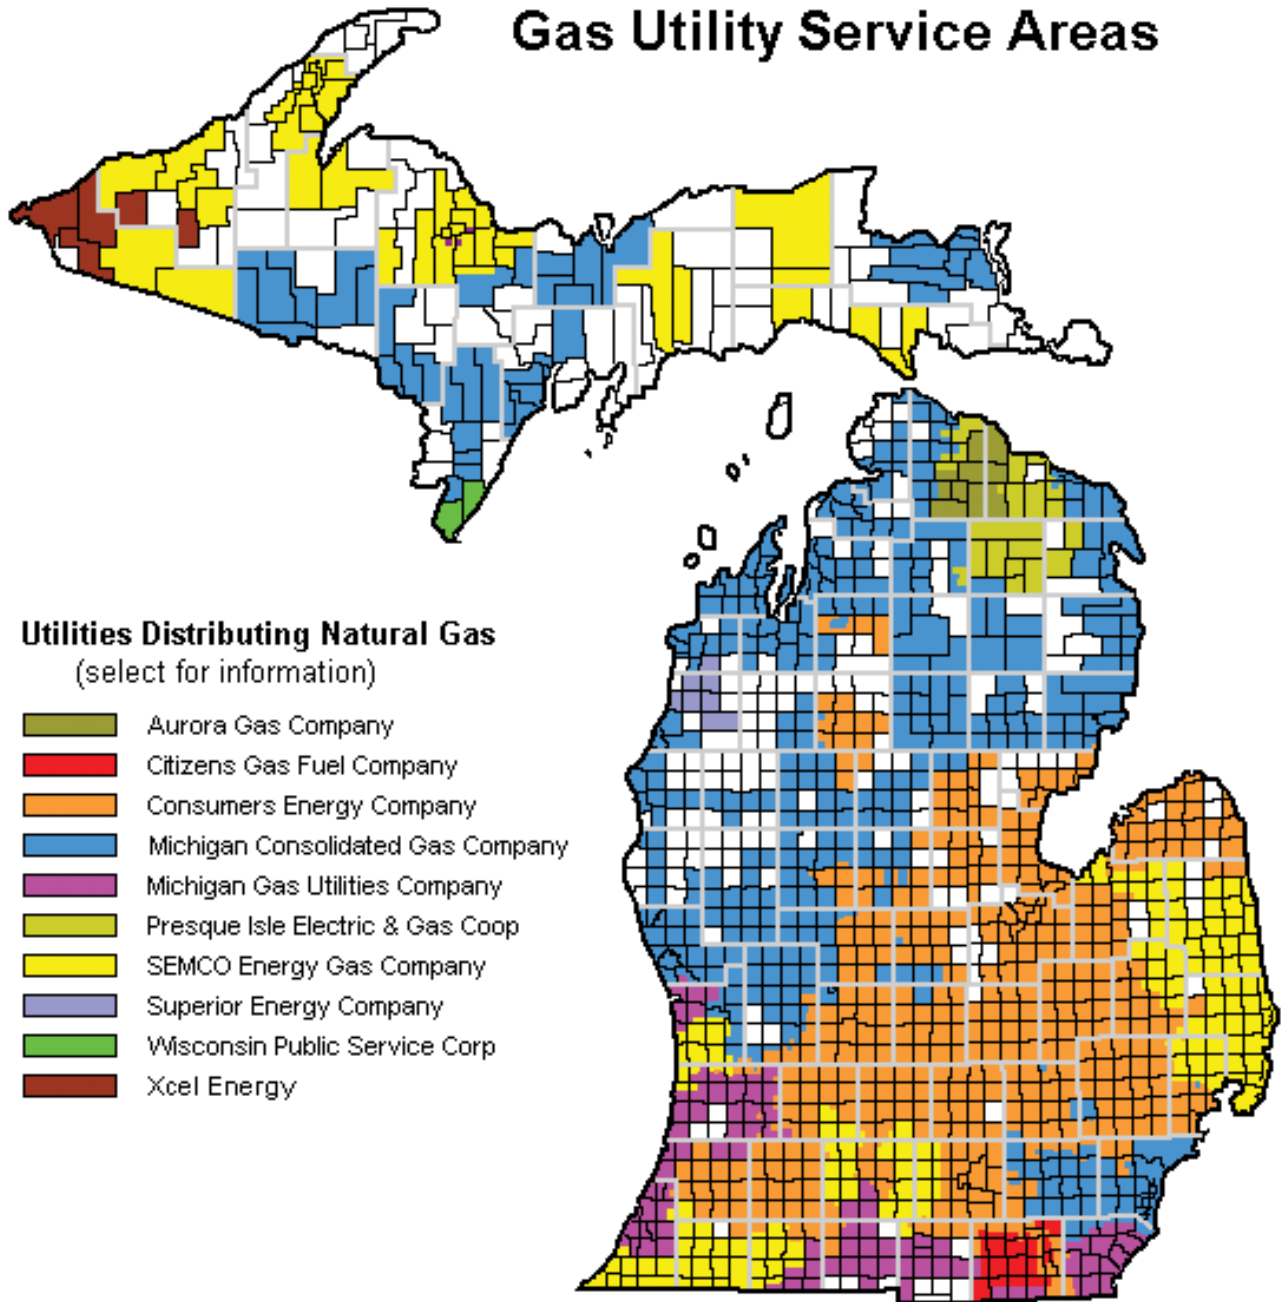 Gas Utility Service Areas
Utilities Distributing Natural Gas
(select for information)
Aurora Gas Company
Citizens Gas Fuel Company
Consumers Energy Company
Michigan Consolidated Gas Company
Michigan Gas Utilities Company
Presque Isle Electric & Gas Coop
SEMCO Energy Gas Company
Superior Energy Company
Wisconsin Public Service Corp
Xcel Energy